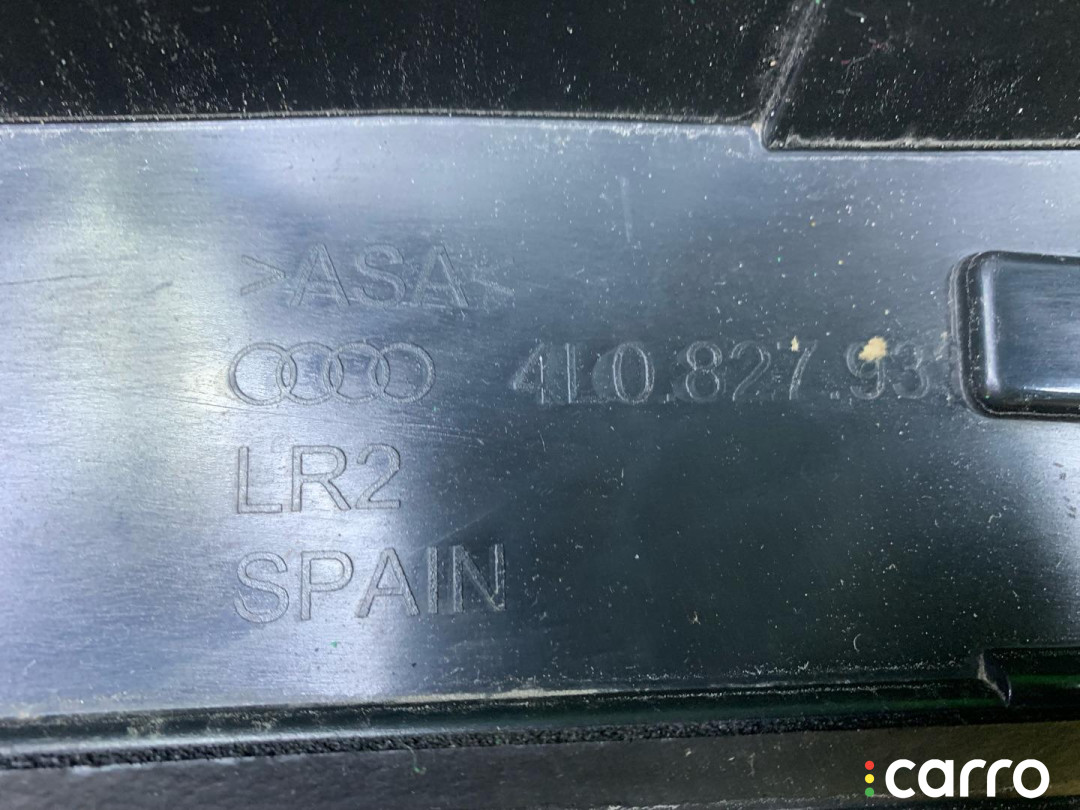 >ASA<
4L0.827.93
LR2
SPAIN
carro